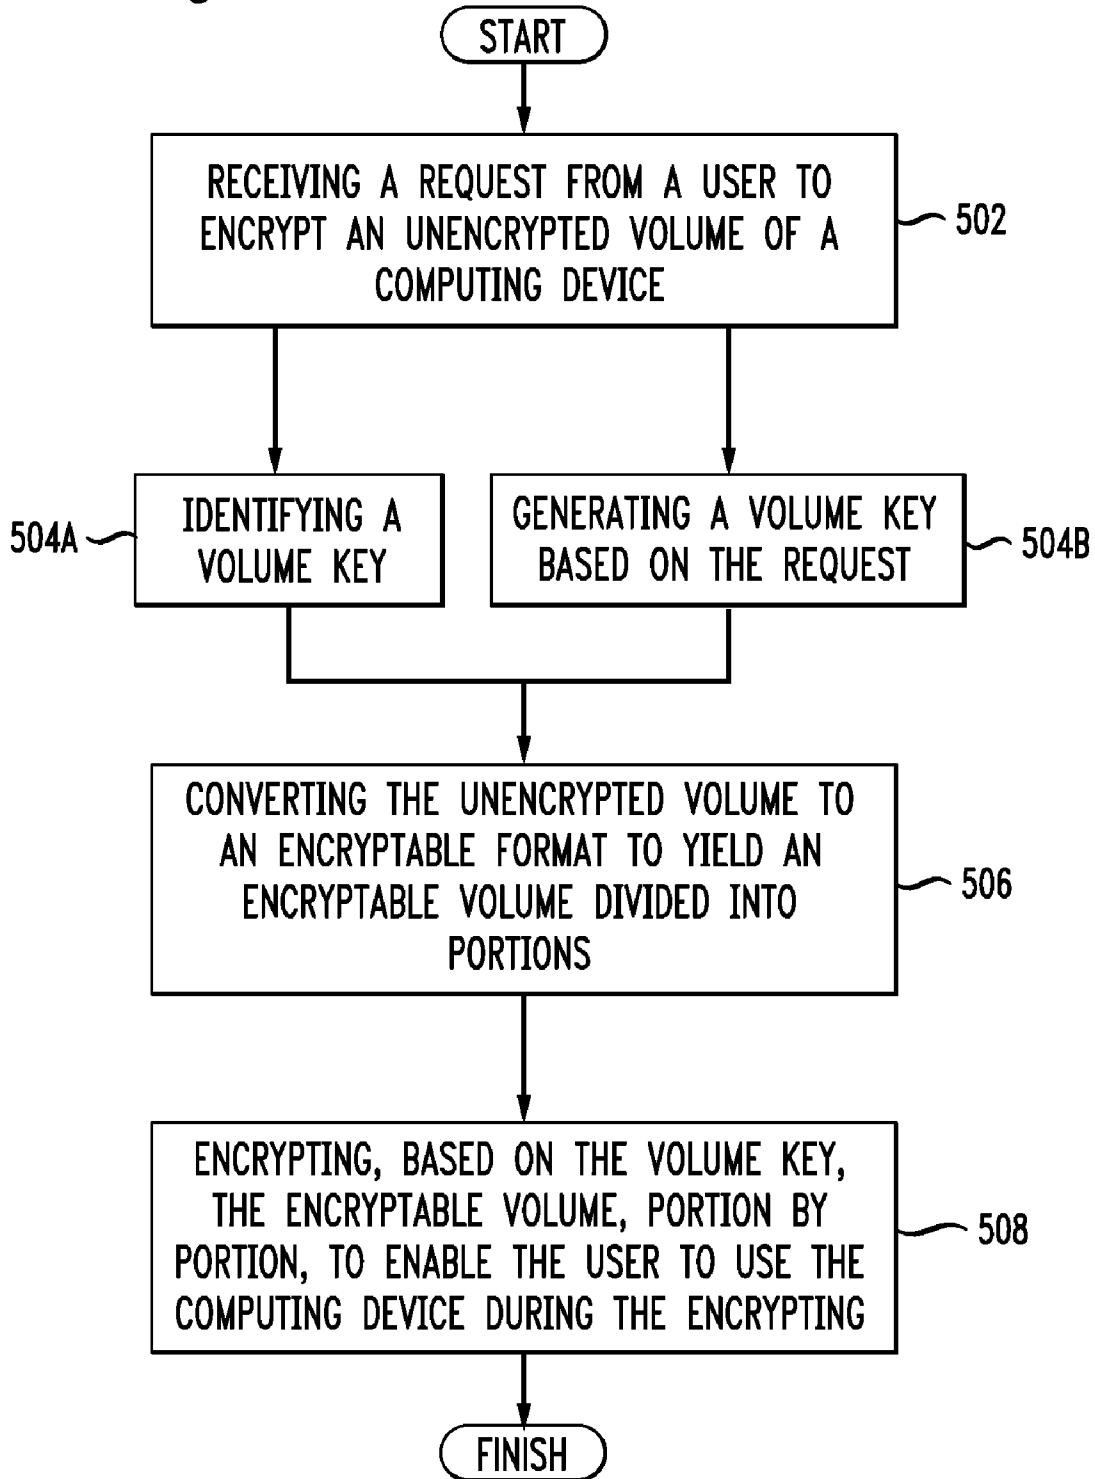 START
RECEIVING A REQUEST FROM A USER TO
ENCRYPT AN UNENCRYPTED VOLUME OF A
COMPUTING DEVICE
502
504A
IDENTIFYING A
VOLUME KEY
GENERATING A VOLUME KEY
BASED ON THE REQUEST
504B
CONVERTING THE UNENCRYPTED VOLUME TO
AN ENCRYPTABLE FORMAT TO YIELD AN
ENCRYPTABLE VOLUME DIVIDED INTO
PORTIONS
506
ENCRYPTING, BASED ON THE VOLUME KEY,
THE ENCRYPTABLE VOLUME, PORTION BY
PORTION, TO ENABLE THE USER TO USE THE
COMPUTING DEVICE DURING THE ENCRYPTING
508
FINISH